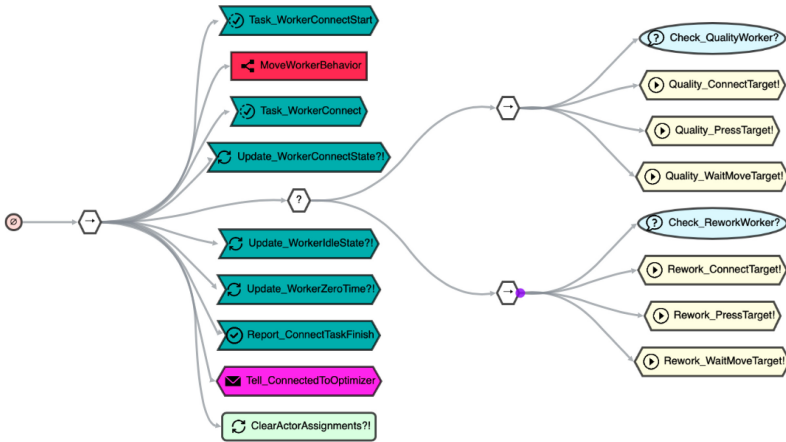 Task_WorkerConnectStart
MoveWorkerBehavior
Task_WorkerConnect
Update_WorkerConnectState?!
?
Update_WorkerIdleState?!
Update_WorkerZeroTime?!
Report_ConnectTaskFinish
Tell_ConnectedToOptimizer
ClearActorAssignments?!
Check_QualityWorker?
Quality_ConnectTarget!
Quality_PressTarget!
Quality_WaitMoveTarget!
Check_ReworkWorker?
Rework_ConnectTarget!
Rework_PressTarget!
Rework_WaitMoveTarget!